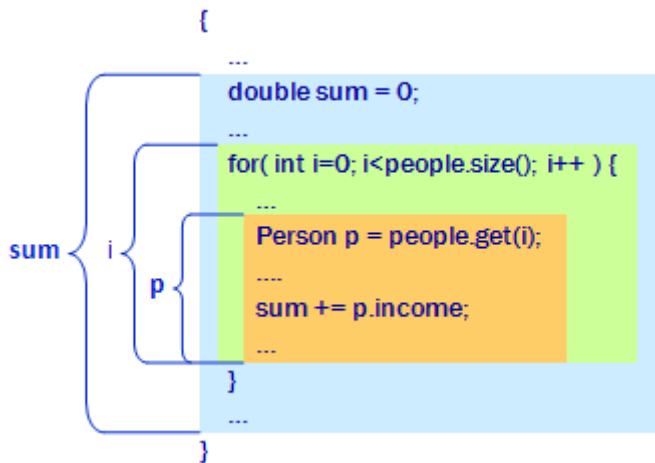 {
...
double sum = 0;
...
for( int i=0; i<people.size(); i++ ) {
...
Person p = people.get(i);
....
sum += p.income;
...
}
...
}
sum
i
p